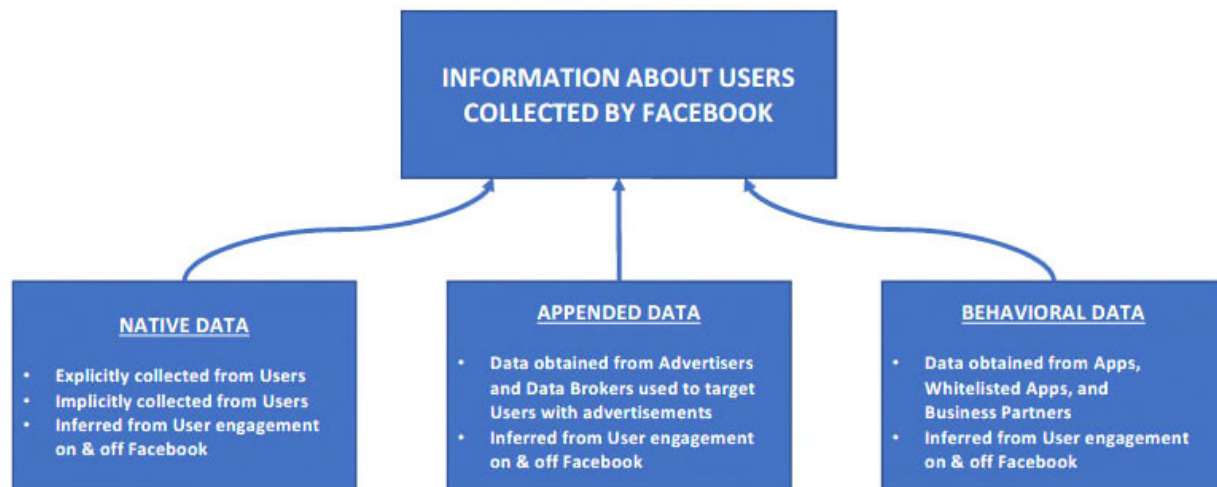 INFORMATION ABOUT USERS
COLLECTED BY FACEBOOK
NATIVE DATA
• Explicitly collected from Users
• Implicitly collected from Users
• Inferred from User engagement
on & off Facebook
APPENDED DATA
• Data obtained from Advertisers
and Data Brokers used to target
Users with advertisements
• Inferred from User engagement
on & off Facebook
BEHAVIORAL DATA
• Data obtained from Apps,
Whitelisted Apps, and
Business Partners
• Inferred from User engagement
on & off Facebook